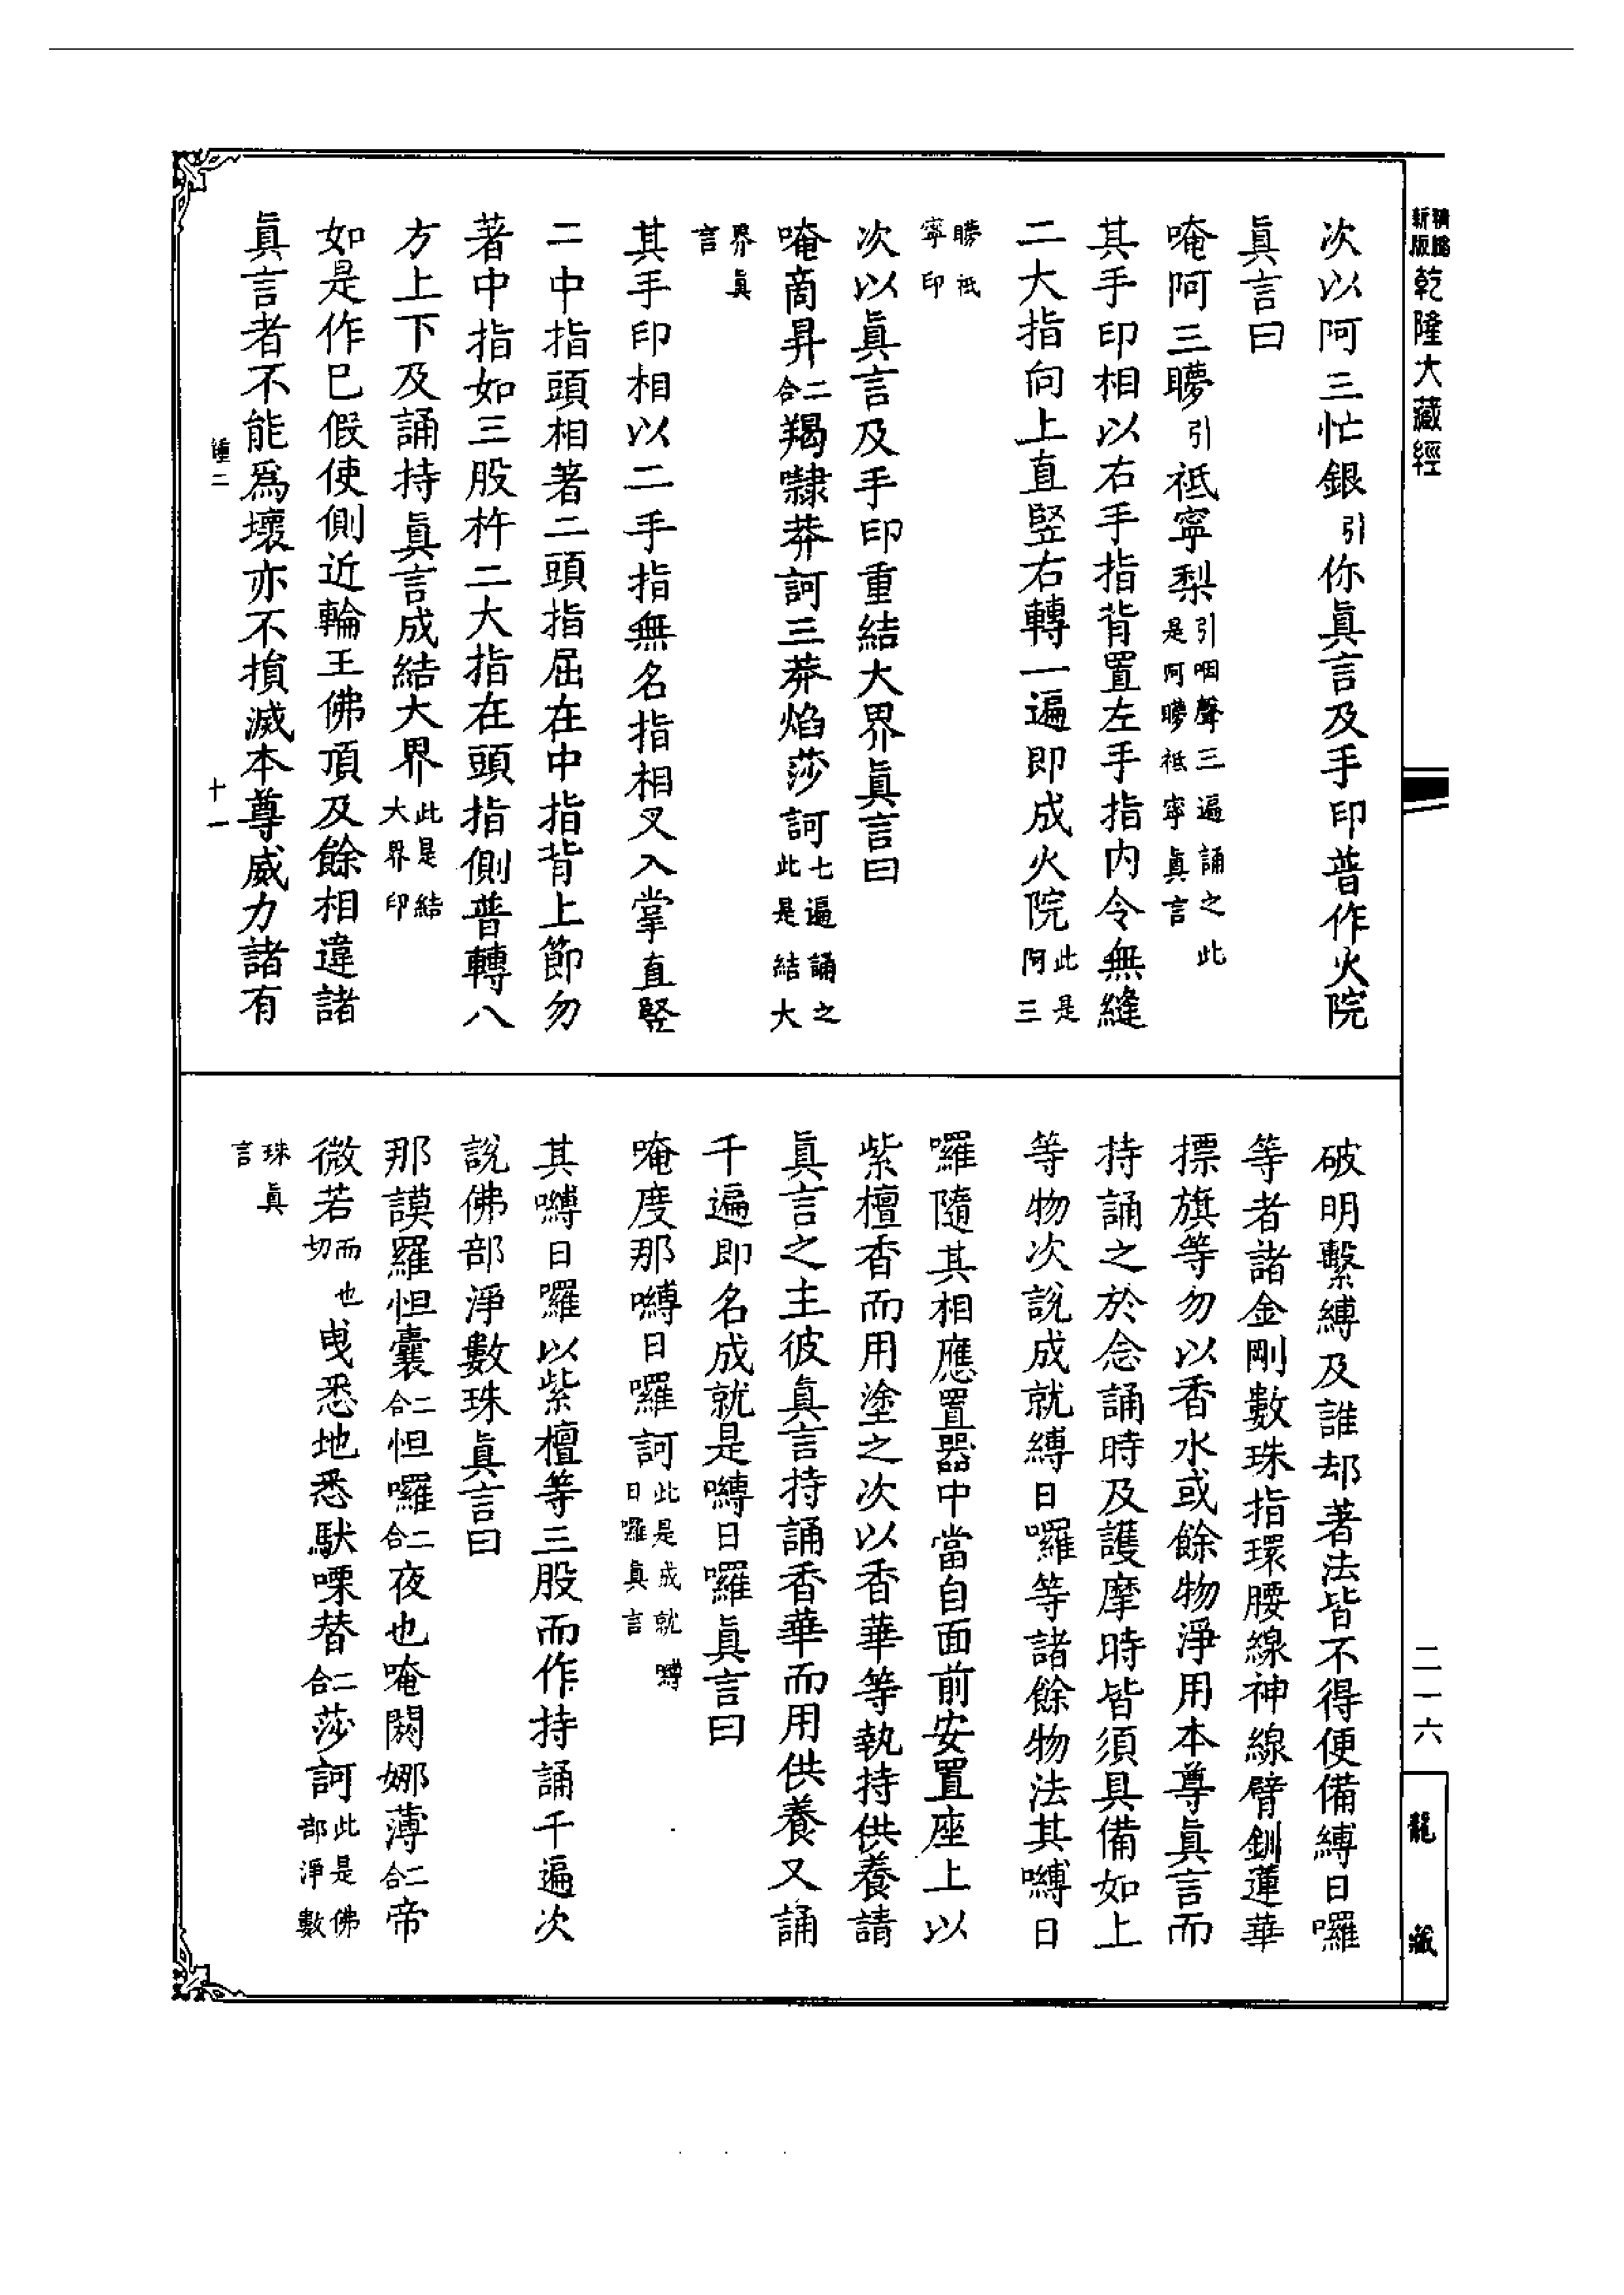 新版精縮乾隆大藏經
次以阿三忙銀引你眞言及手印普作火院
眞言曰
唵阿三矇引祇寧梨引咽聲三遍誦之此是阿矇祇寧眞言
其手印相以右手指背置左手指内令無縫
二大指向上直竪右轉一遍即成火院此是阿三
矇祇寧印
次以眞言及手印重結大界眞言曰
唵商昇二合羯隸莽訶三莽焰莎訶七遍誦之此是結大
界眞言
其手印相以二手指無名指相叉入掌直竪
二中指頭相著二頭指屈在中指背上節勿
著中指如三股杵二大指在頭指側普轉八
方上下及誦持眞言成結大界此是結大界印
如是作已假使側近輪王佛頂及餘相違諸
眞言者不能爲壞亦不損滅本尊威力諸有
鍾二 十一
破明繫縛及誰却著法皆不得便備縛日囉
等者諸金剛數珠指環腰線神線臂釧蓮華
摽旗等勿以香水或餘物淨用本尊眞言而
持誦之於念誦時及護摩時皆須具備如上
等物次說成就縛日囉等諸餘物法其嚩日
囉隨其相應置器中當自面前安置座上以
紫檀香而用塗之次以香華等執持供養請
眞言之主彼眞言持誦香華而用供養又誦
千遍即名成就是嚩日囉眞言曰
唵度那嚩日囉訶此是成就嚩日囉眞言
其嚩日囉以紫檀等三股而作持誦千遍次
說佛部淨數珠眞言曰
那謨羅怛囊二合怛囉二合夜也唵閼娜薄二合帝
微若而也切曳悉地悉馱㗚替二合莎訶此是佛部淨數
珠眞言
二一六
龍藏